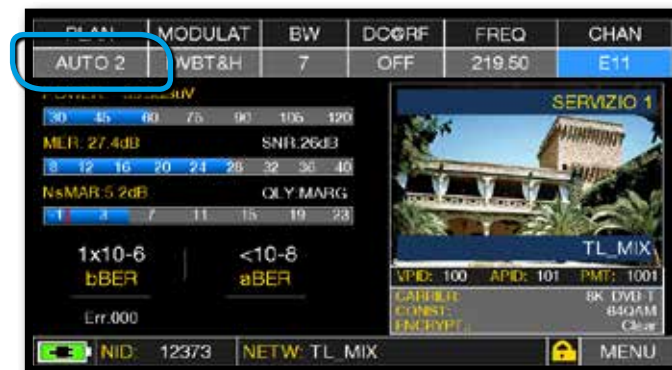 PLAN MODULAT BW DC@RF FREQ CHAN
AUTO 2 DVBT&H 7 OFF 219.50 E11
POWER:
30 45 60 75 90 105 120
MER: 27.4dB SNR:26dB
8 12 16 20 24 28 32 36 40
NsMAR:5.2dB QLY:MARG
-1 3 7 11 15 19 23
1x10-6 <10-8
bBER aBER
Err.000
SERVIZIO 1
TL_MIX
VPID: 100 APID: 101 PMT: 1001
CARRIER: 8K DVB-T
CONST.: 64QAM
ENCRYPT.: Clear
NID: 12373 NETW: TL_MIX MENU